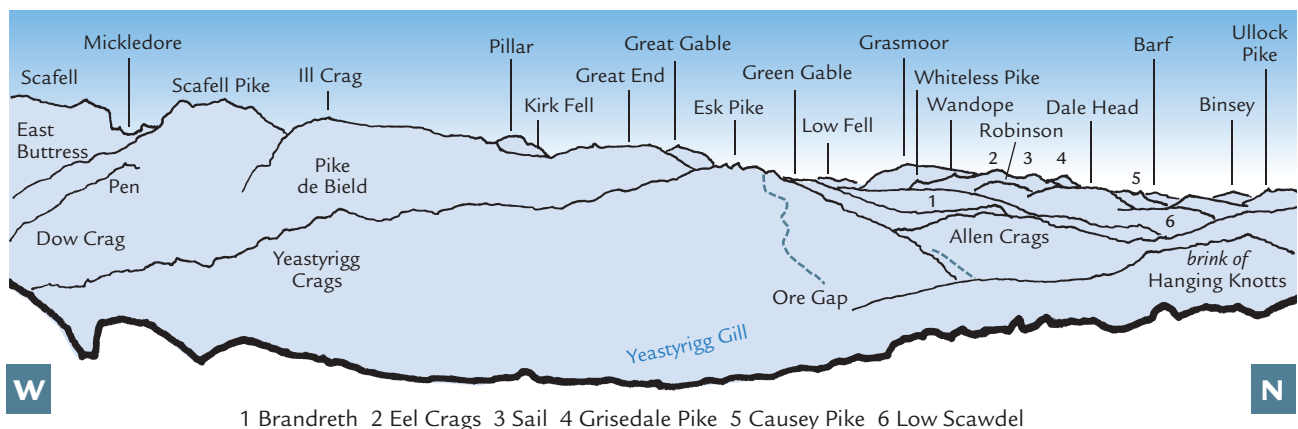 Mickledore
Scafell
Scafell Pike
Ill Crag
Pillar
Kirk Fell
Great Gable
Great End
Esk Pike
Green Gable
Low Fell
Grasmoor
Whiteless Pike
Wandope
Robinson
2
3
4
Dale Head
Barf
5
Ullock
Pike
Binsey
East
Buttress
Pen
Pike
de Bield
1
6
Dow Crag
Yeastyrigg
Crags
Allen Crags
brink of
Hanging Knotts
Ore Gap
Yeastyrigg Gill
W
N
1 Brandreth 2 Eel Crags 3 Sail 4 Grisedale Pike 5 Causey Pike 6 Low Scawdel